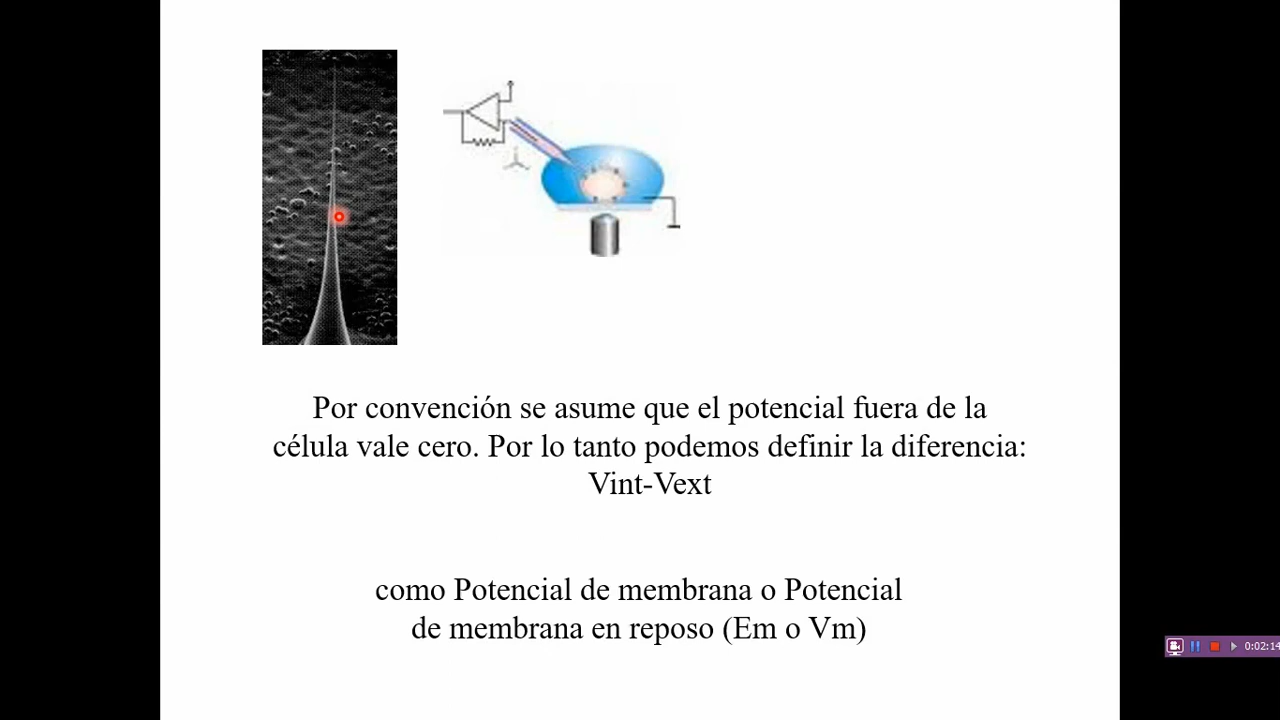 Por convención se asume que el potencial fuera de la
célula vale cero. Por lo tanto podemos definir la diferencia:
Vint-Vext
como Potencial de membrana o Potencial
de membrana en reposo (Em o Vm)
0:02:14